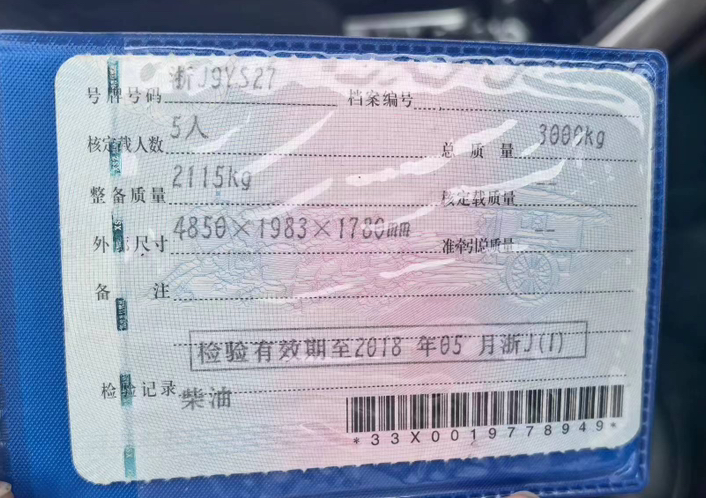 号牌号码 浙J9YS27 档案编号
核定载人数 5人 总质量 3000kg
整备质量 2115kg 核定载质量 --
外廓尺寸 4850×1983×1780mm 准牵引总质量 --
备注
检验有效期至2018 年05 月浙J(1)
检验记录 柴油
*33X0019778949*